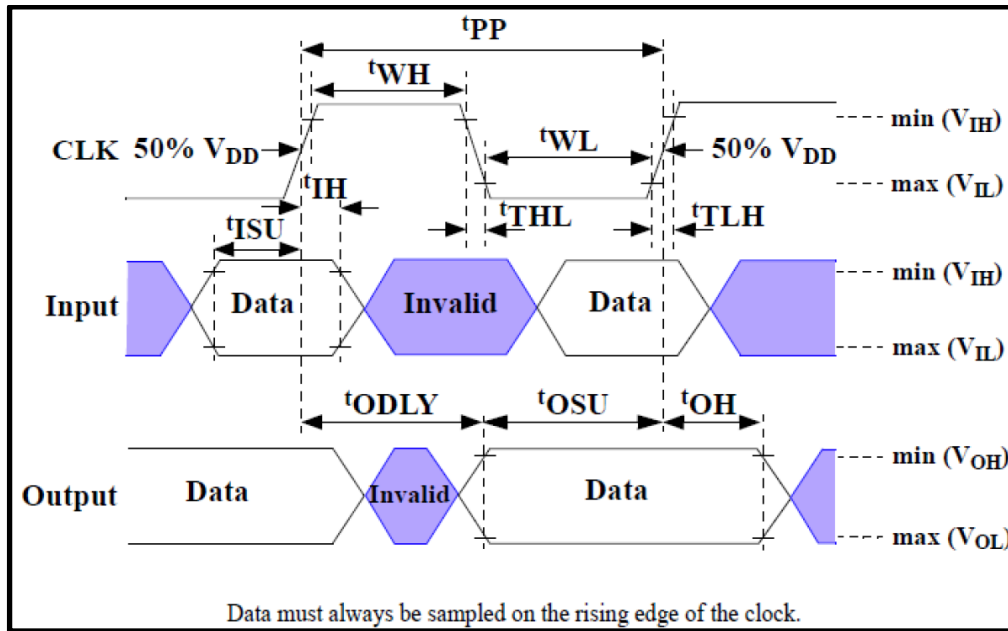 tPP
tWH
min (VIH)
CLK 50% VDD
tWL
50% VDD
max (VIL)
tIH
tISU
tTHL
tTLH
min (VIH)
Input
Data
Invalid
Data
max (VIL)
tODLY
tOSU
tOH
min (VOH)
Output
Data
Invalid
Data
max (VOL)
Data must always be sampled on the rising edge of the clock.